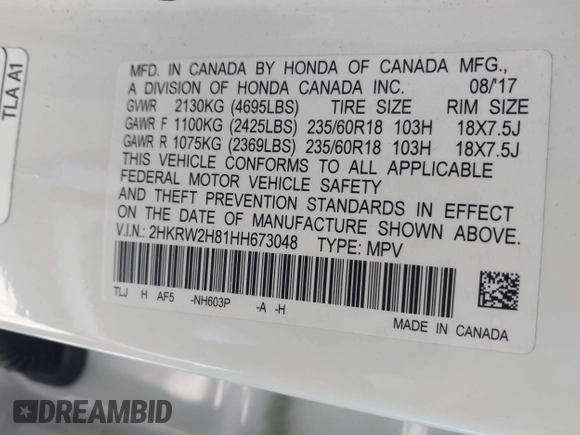 TLA A1
MFD. IN CANADA BY HONDA OF CANADA MFG.,
A DIVISION OF HONDA CANADA INC. 08/'17
GVWR 2130KG (4695LBS) TIRE SIZE RIM SIZE
GAWR F 1100KG (2425LBS) 235/60R18 103H 18X7.5J
GAWR R 1075KG (2369LBS) 235/60R18 103H 18X7.5J
THIS VEHICLE CONFORMS TO ALL APPLICABLE
FEDERAL MOTOR VEHICLE SAFETY
AND THEFT PREVENTION STANDARDS IN EFFECT
ON THE DATE OF MANUFACTURE SHOWN ABOVE.
V.I.N.: 2HKRW2H81HH673048 TYPE: MPV
TLJ H AF5 -NH603P -A -H
MADE IN CANADA
DREAMBID